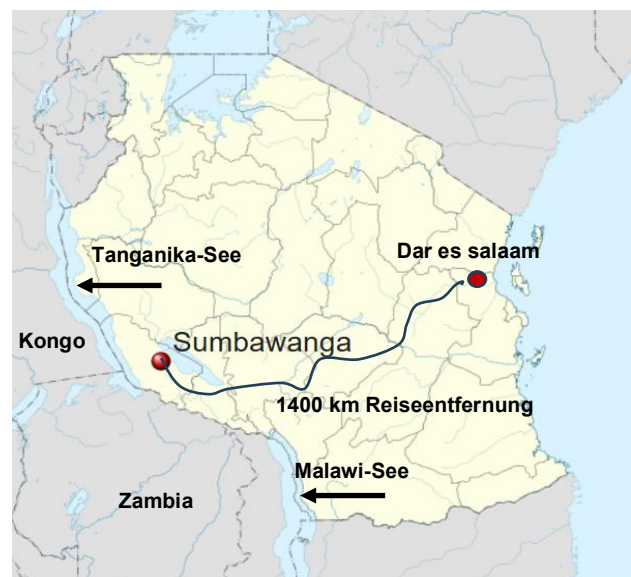 Dar es salaam
Tanganika-See
Kongo
Sumbawanga
1400 km Reiseentfernung
Malawi-See
Zambia